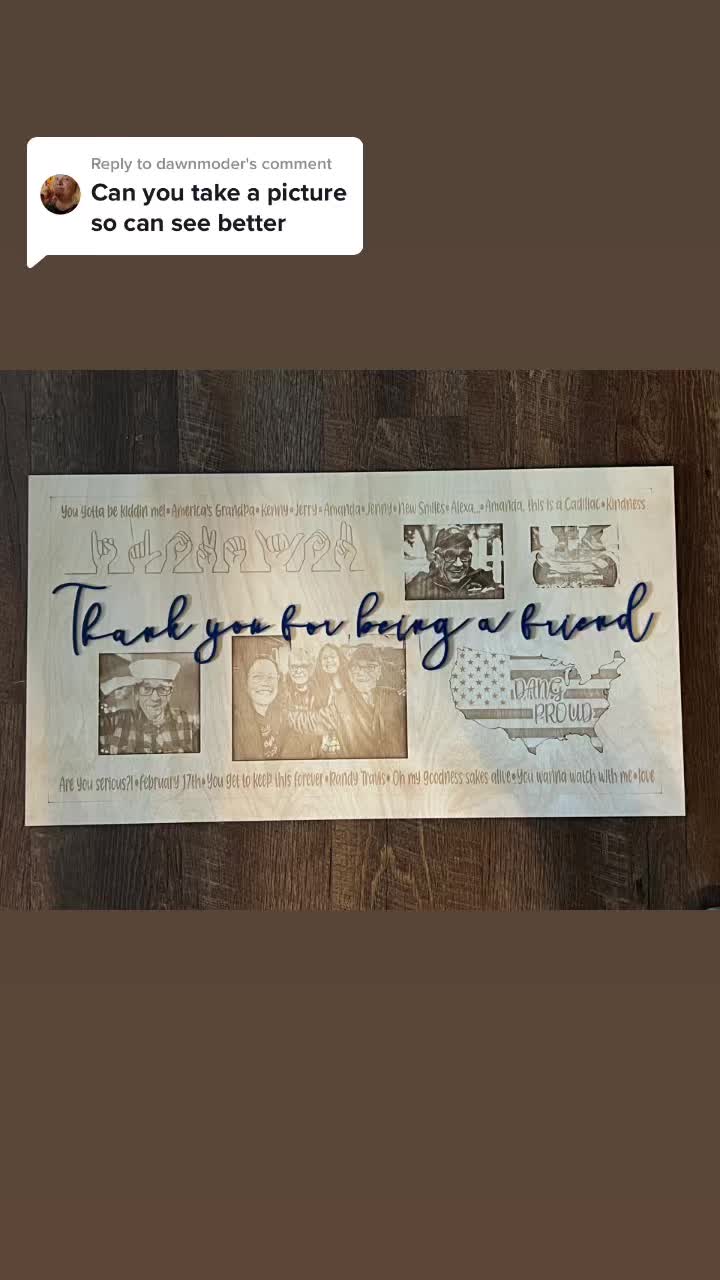 Reply to dawnmoder's comment
Can you take a picture
so can see better
You gotta be kiddin me!•America's Grandpa•Kenny•Jerry•Amanda•Jenny•New Smiles•Alexa...•Amanda, this is a Cadillac•Kindness
Thank you for being a friend
DANG
PROUD
Are you serious?!•February 17th•You get to keep this forever•Randy Travis•Oh my goodness sakes alive•You wanna watch with me•love